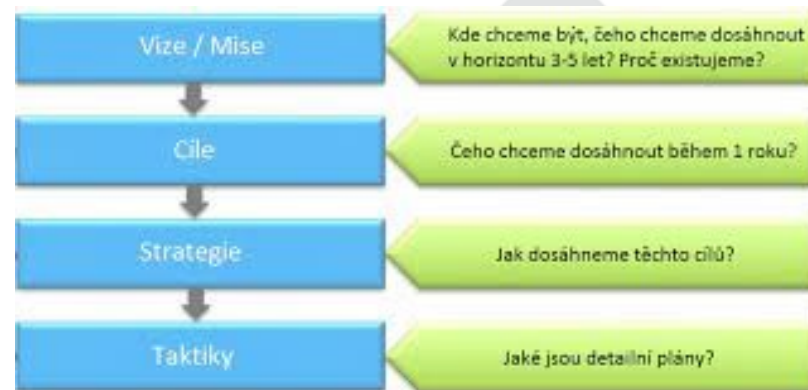 Vize / Mise
Kde chceme být, čeho chceme dosáhnout
v horizontu 3-5 let? Proč existujeme?
Cíle
Čeho chceme dosáhnout během 1 roku?
Strategie
Jak dosáhneme těchto cílů?
Taktiky
Jaké jsou detailní plány?